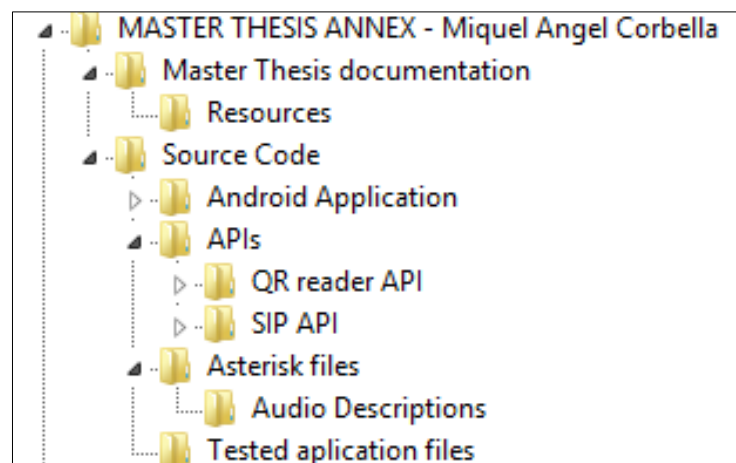 MASTER THESIS ANNEX - Miquel Angel Corbella
Master Thesis documentation
Resources
Source Code
Android Application
APIs
QR reader API
SIP API
Asterisk files
Audio Descriptions
Tested aplication files